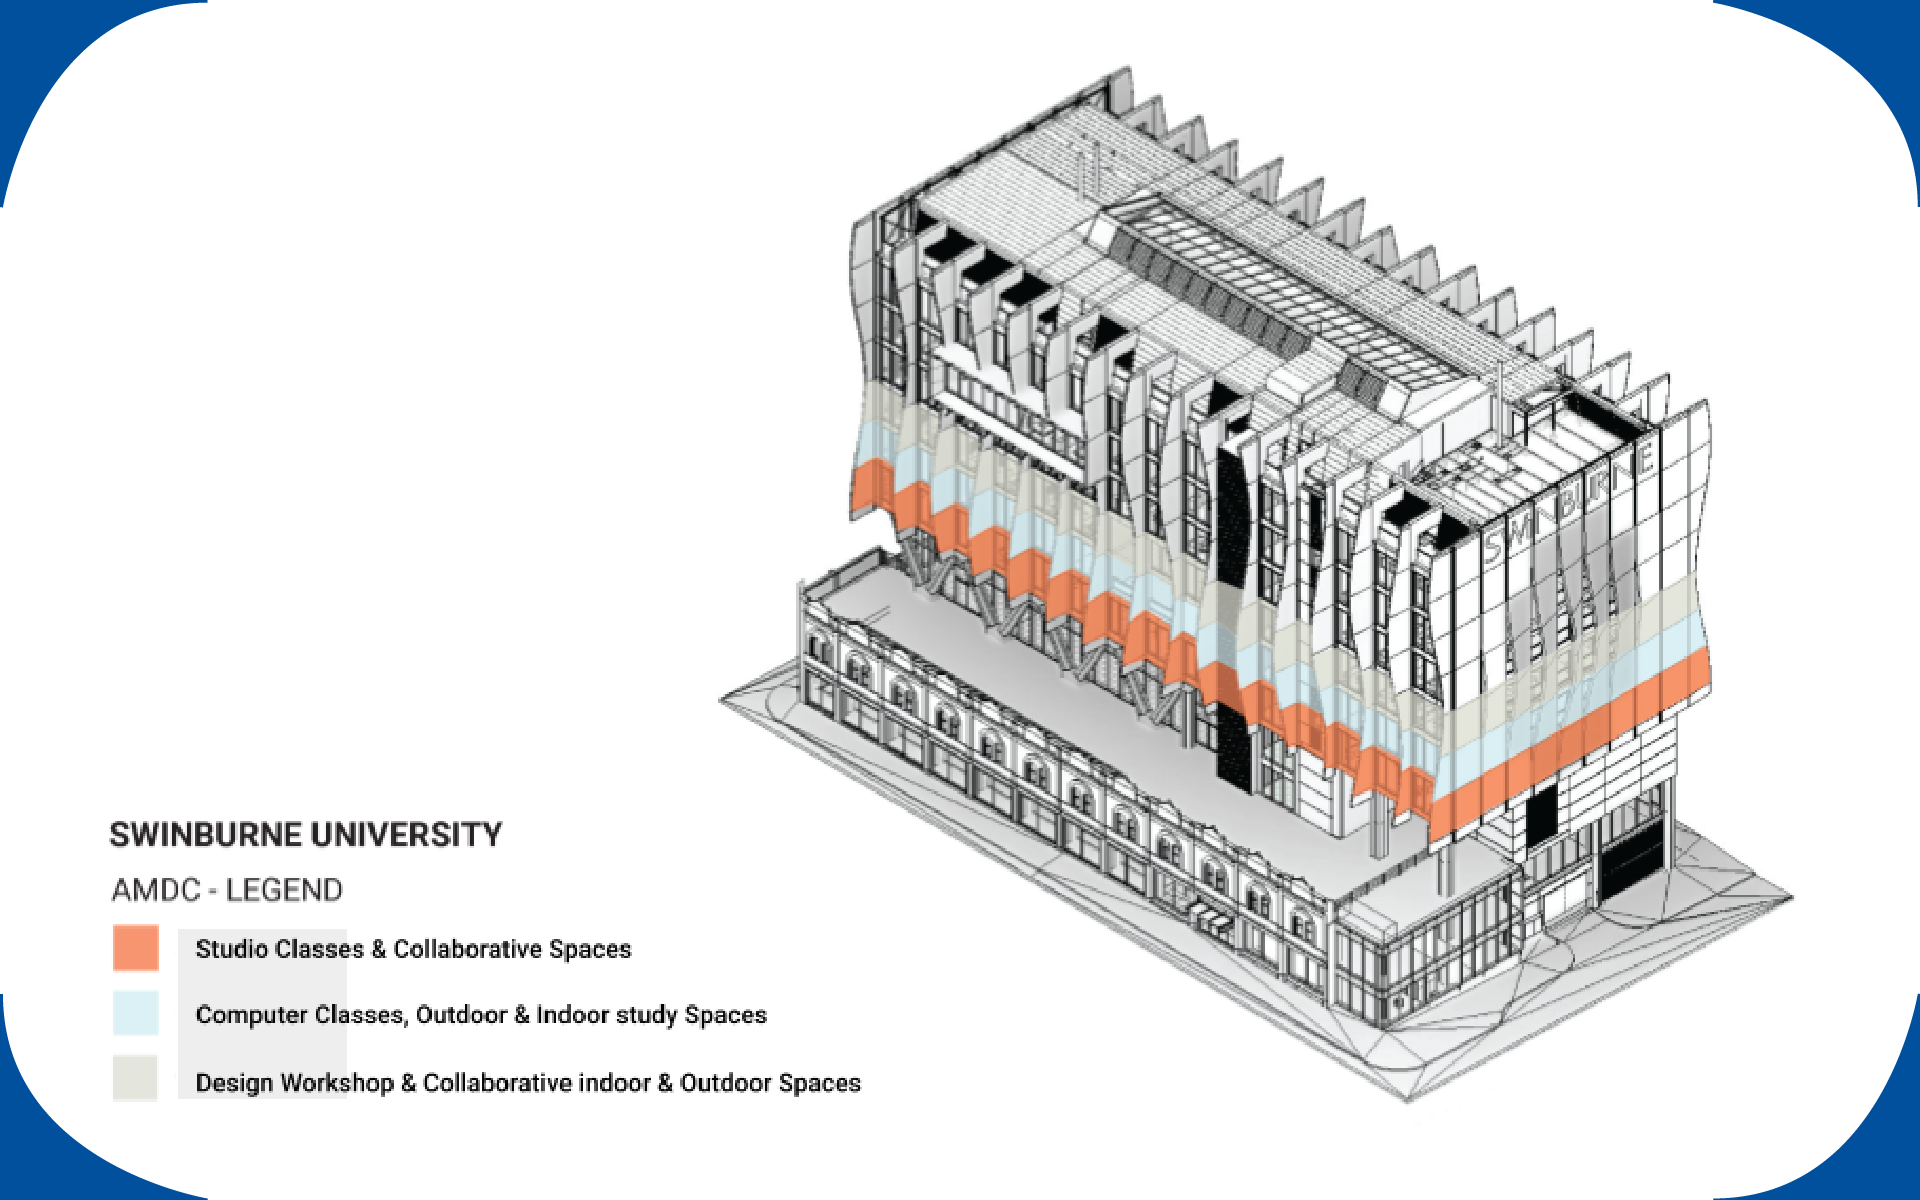 SWINBURNE
SWINBURNE UNIVERSITY
AMDC - LEGEND
Studio Classes & Collaborative Spaces
Computer Classes, Outdoor & Indoor study Spaces
Design Workshop & Collaborative indoor & Outdoor Spaces